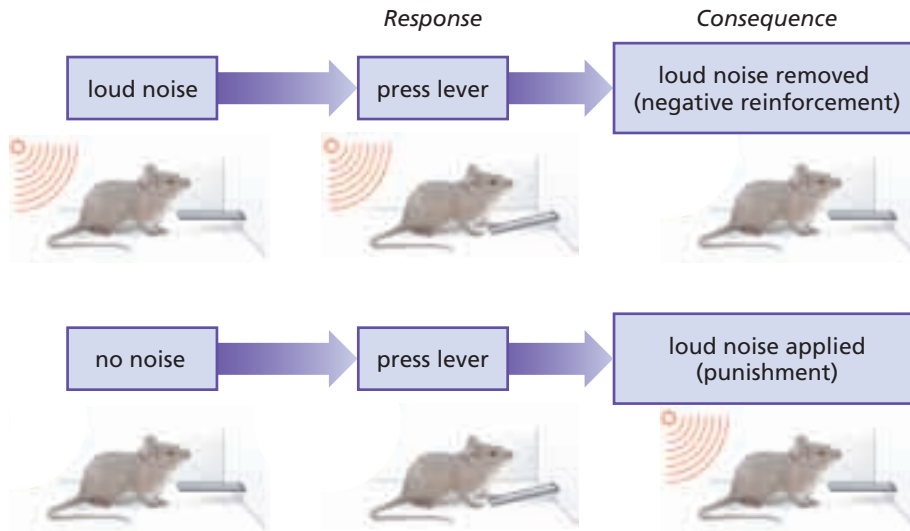 Response
Consequence
loud noise
press lever
loud noise removed
(negative reinforcement)
no noise
press lever
loud noise applied
(punishment)